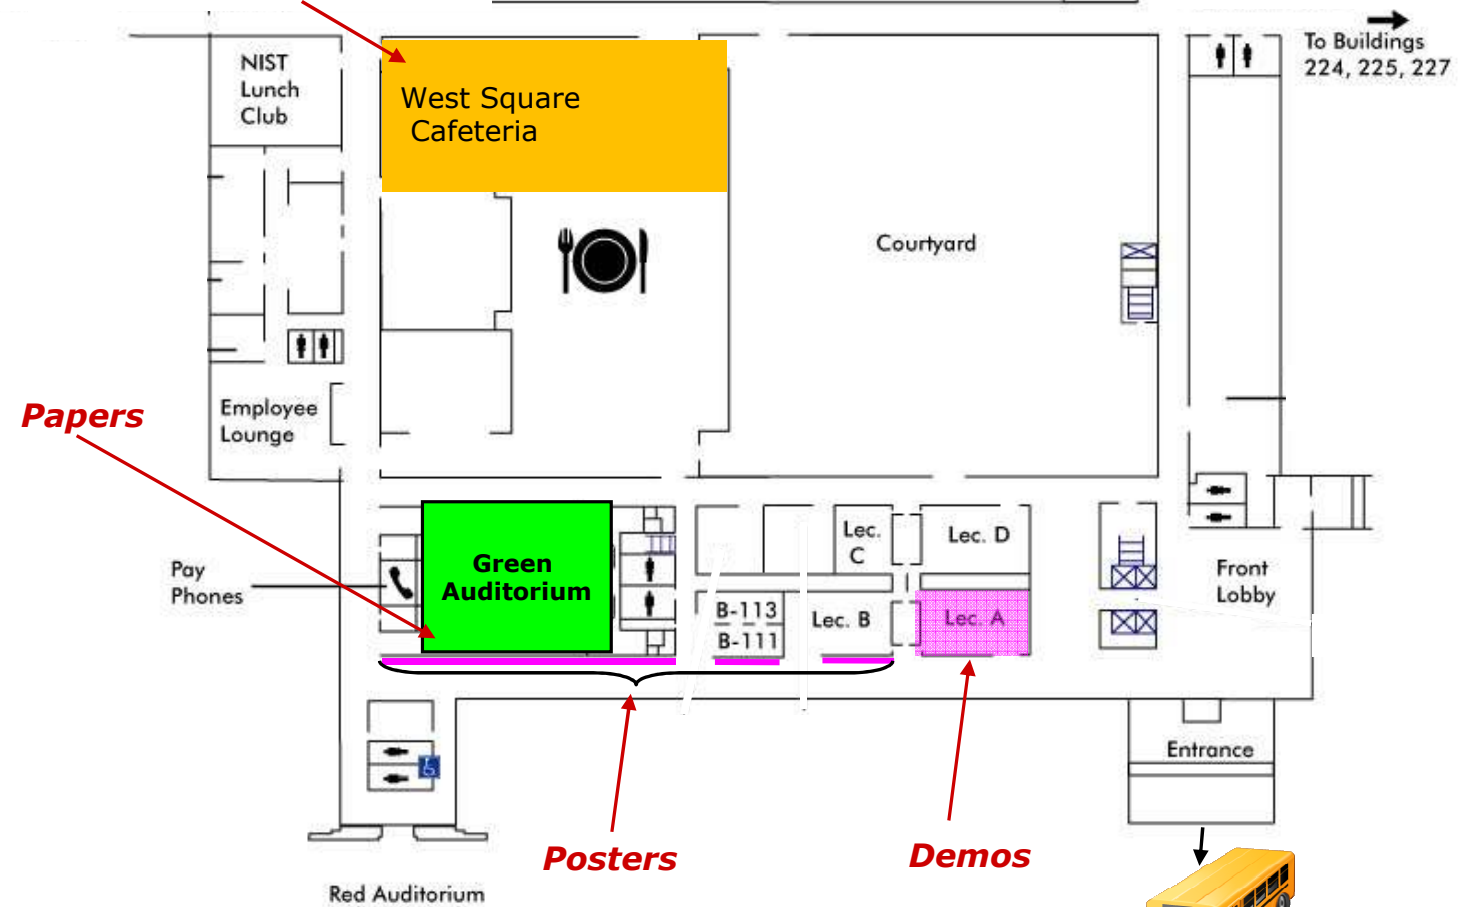 To Buildings
224, 225, 227
NIST
Lunch
Club
West Square
Cafeteria
Courtyard
Papers
Employee
Lounge
Pay
Phones
Green
Auditorium
Lec.
C
Lec. D
B-113
B-111
Lec. B
Lec. A
Front
Lobby
Entrance
Posters
Demos
Red Auditorium